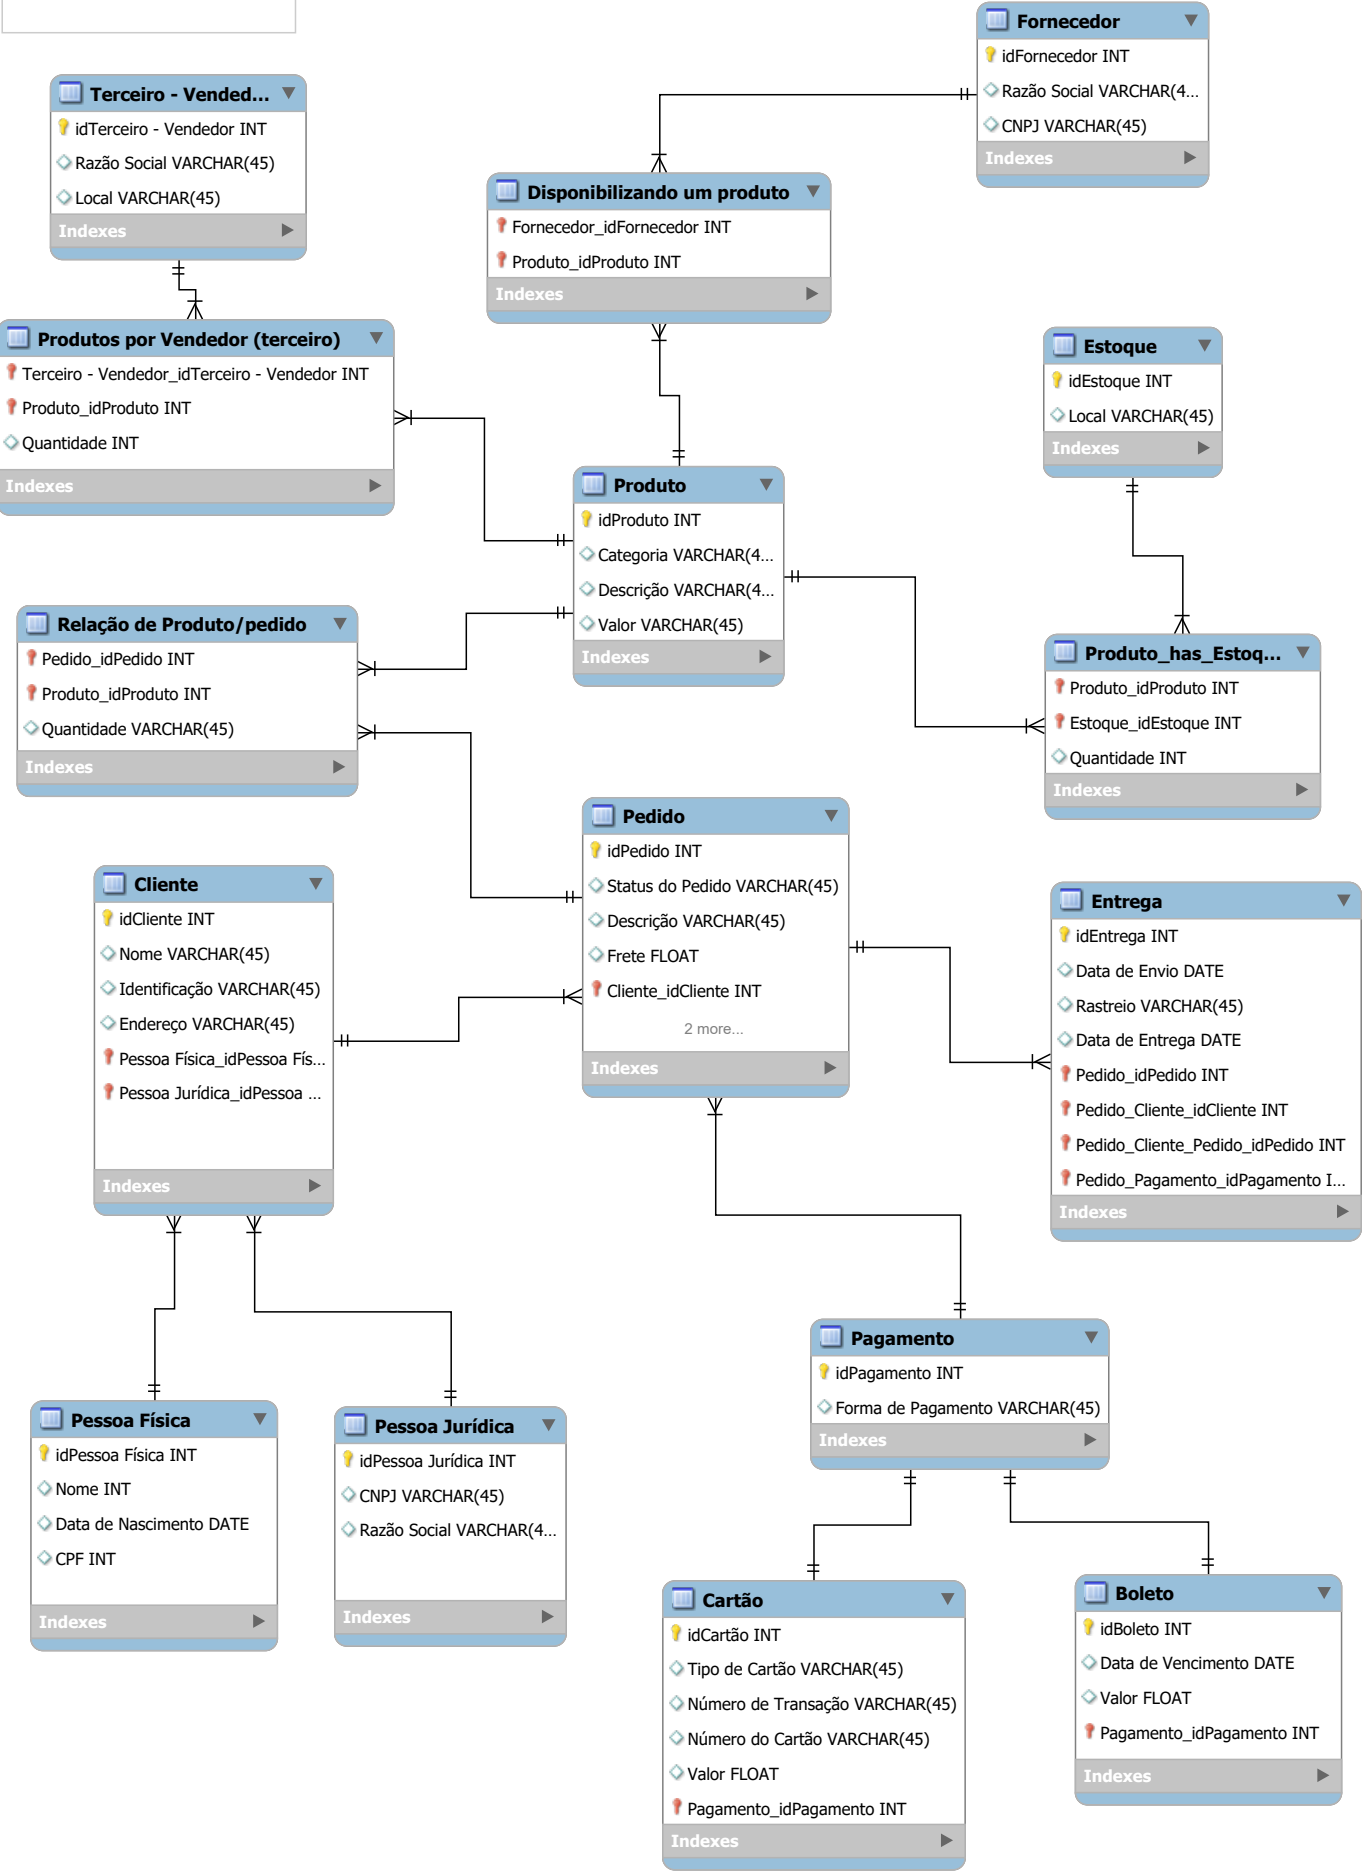 Fornecedor
idFornecedor INT
Razão Social VARCHAR(4...
CNPJ VARCHAR(45)
Indexes
Terceiro - Vended...
idTerceiro - Vendedor INT
Razão Social VARCHAR(45)
Local VARCHAR(45)
Indexes
Disponibilizando um produto
Fornecedor_idFornecedor INT
Produto_idProduto INT
Indexes
Produtos por Vendedor (terceiro)
Terceiro - Vendedor_idTerceiro - Vendedor INT
Produto_idProduto INT
Quantidade INT
Indexes
Estoque
idEstoque INT
Local VARCHAR(45)
Indexes
Produto
idProduto INT
Categoria VARCHAR(4...
Descrição VARCHAR(4...
Valor VARCHAR(45)
Indexes
Relação de Produto/pedido
Pedido_idPedido INT
Produto_idProduto INT
Quantidade VARCHAR(45)
Indexes
Produto_has_Estoq...
Produto_idProduto INT
Estoque_idEstoque INT
Quantidade INT
Indexes
Pedido
idPedido INT
Status do Pedido VARCHAR(45)
Descrição VARCHAR(45)
Frete FLOAT
Cliente_idCliente INT
2 more...
Indexes
Cliente
idCliente INT
Nome VARCHAR(45)
Identificação VARCHAR(45)
Endereço VARCHAR(45)
Pessoa Física_idPessoa Fís...
Pessoa Jurídica_idPessoa ...
Indexes
Entrega
idEntrega INT
Data de Envio DATE
Rastreio VARCHAR(45)
Data de Entrega DATE
Pedido_idPedido INT
Pedido_Cliente_idCliente INT
Pedido_Cliente_Pedido_idPedido INT
Pedido_Pagamento_idPagamento I...
Indexes
Pagamento
idPagamento INT
Forma de Pagamento VARCHAR(45)
Indexes
Pessoa Física
idPessoa Física INT
Nome INT
Data de Nascimento DATE
CPF INT
Indexes
Pessoa Jurídica
idPessoa Jurídica INT
CNPJ VARCHAR(45)
Razão Social VARCHAR(4...
Indexes
Cartão
idCartão INT
Tipo de Cartão VARCHAR(45)
Número de Transação VARCHAR(45)
Número do Cartão VARCHAR(45)
Valor FLOAT
Pagamento_idPagamento INT
Indexes
Boleto
idBoleto INT
Data de Vencimento DATE
Valor FLOAT
Pagamento_idPagamento INT
Indexes